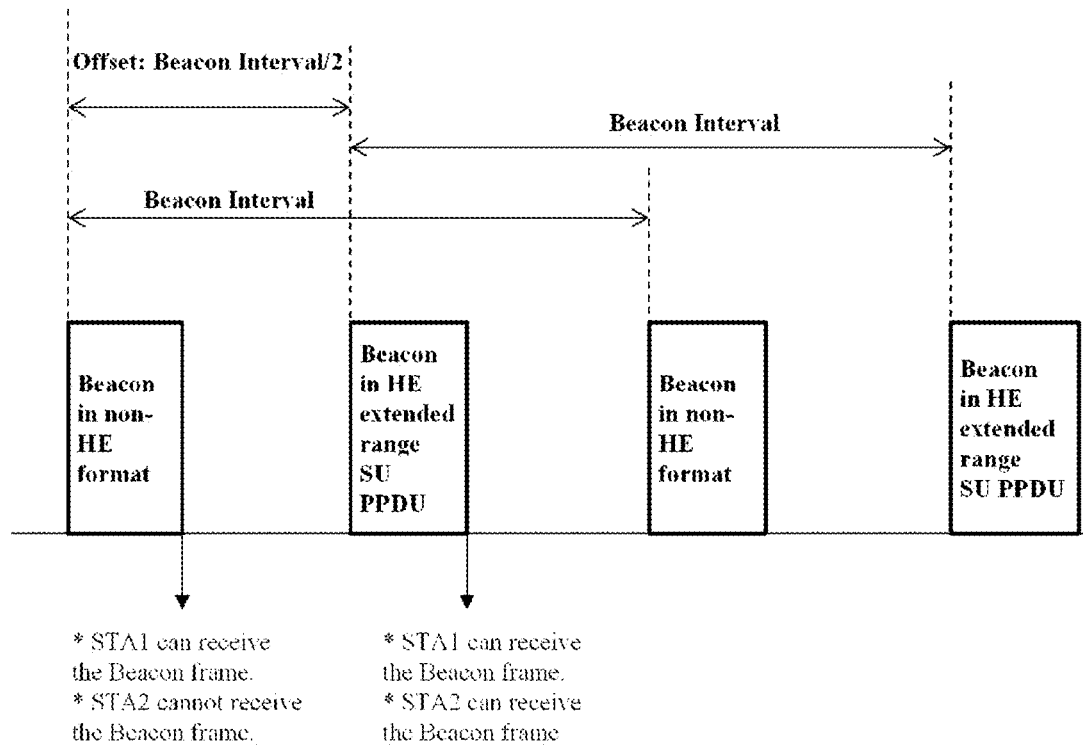 Offset: Beacon Interval/2
Beacon Interval
Beacon Interval
Beacon
in non-
HE
format
Beacon
in HE
extended
range
SU
PPDU
Beacon
in non-
HE
format
Beacon
in HE
extended
range
SU PPDU
* STA1 can receive
the Beacon frame.
* STA2 cannot receive
the Beacon frame.
* STA1 can receive
the Beacon frame.
* STA2 can receive
the Beacon frame